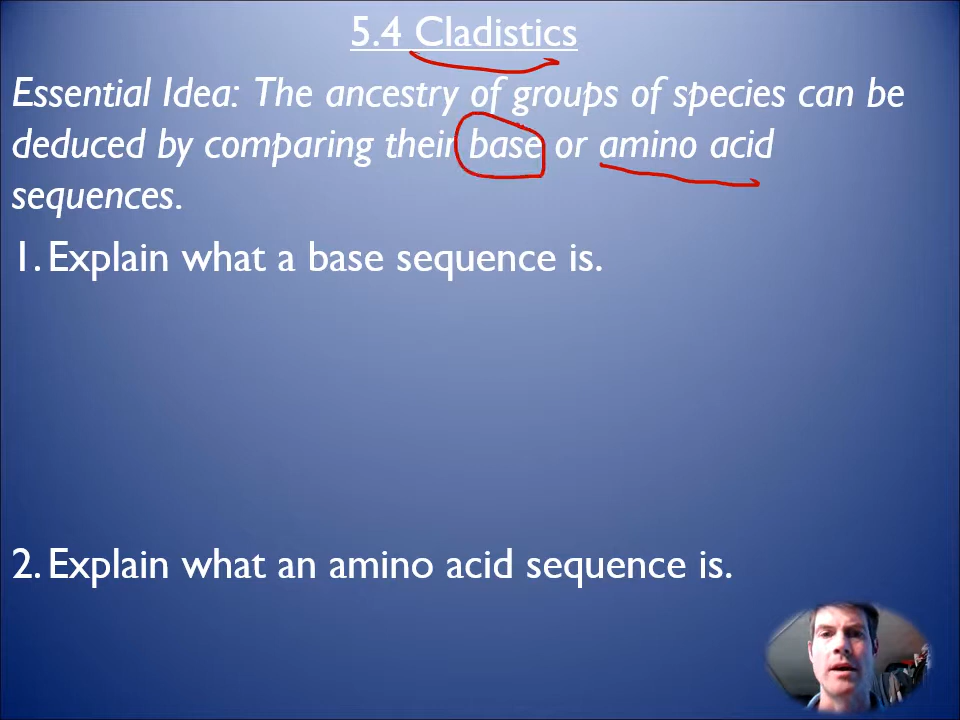 5.4 Cladistics
Essential Idea: The ancestry of groups of species can be
deduced by comparing their base or amino acid
sequences.
1. Explain what a base sequence is.
2. Explain what an amino acid sequence is.